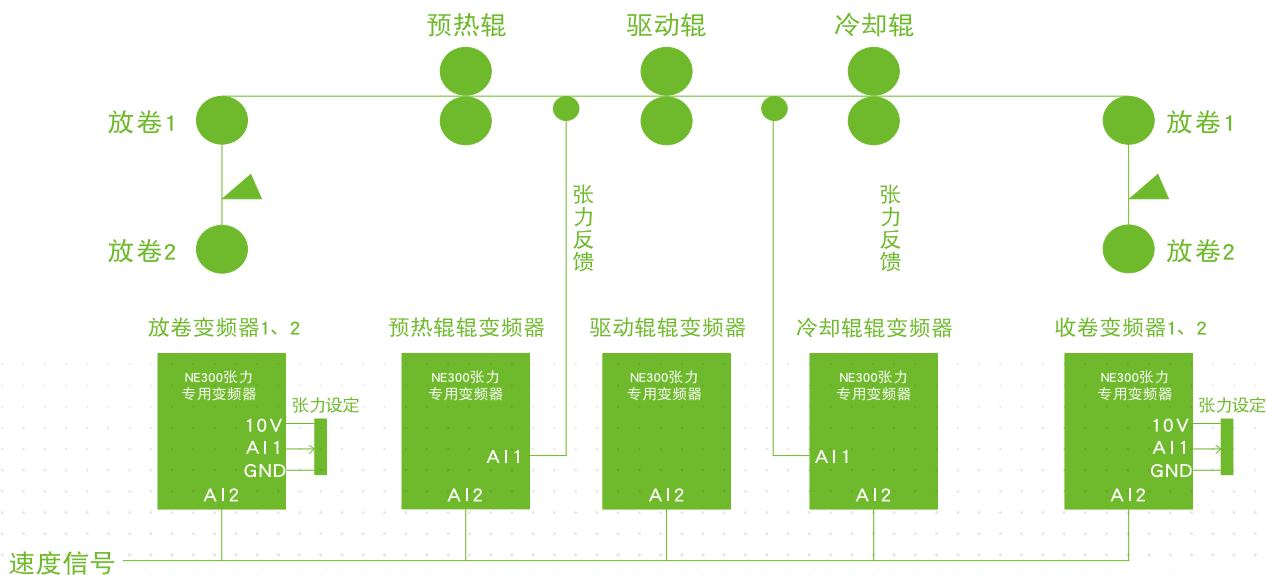 预热辊
驱动辊
冷却辊
放卷1
放卷1
张力反馈
张力反馈
放卷2
放卷2
放卷变频器1、2
预热辊辊变频器
驱动辊辊变频器
冷却辊辊变频器
收卷变频器1、2
NE300张力
专用变频器
张力设定
10V
AI1
GND
AI2
NE300张力
专用变频器
AI1
AI2
NE300张力
专用变频器
AI2
NE300张力
专用变频器
AI1
AI2
NE300张力
专用变频器
张力设定
10V
AI1
GND
AI2
速度信号